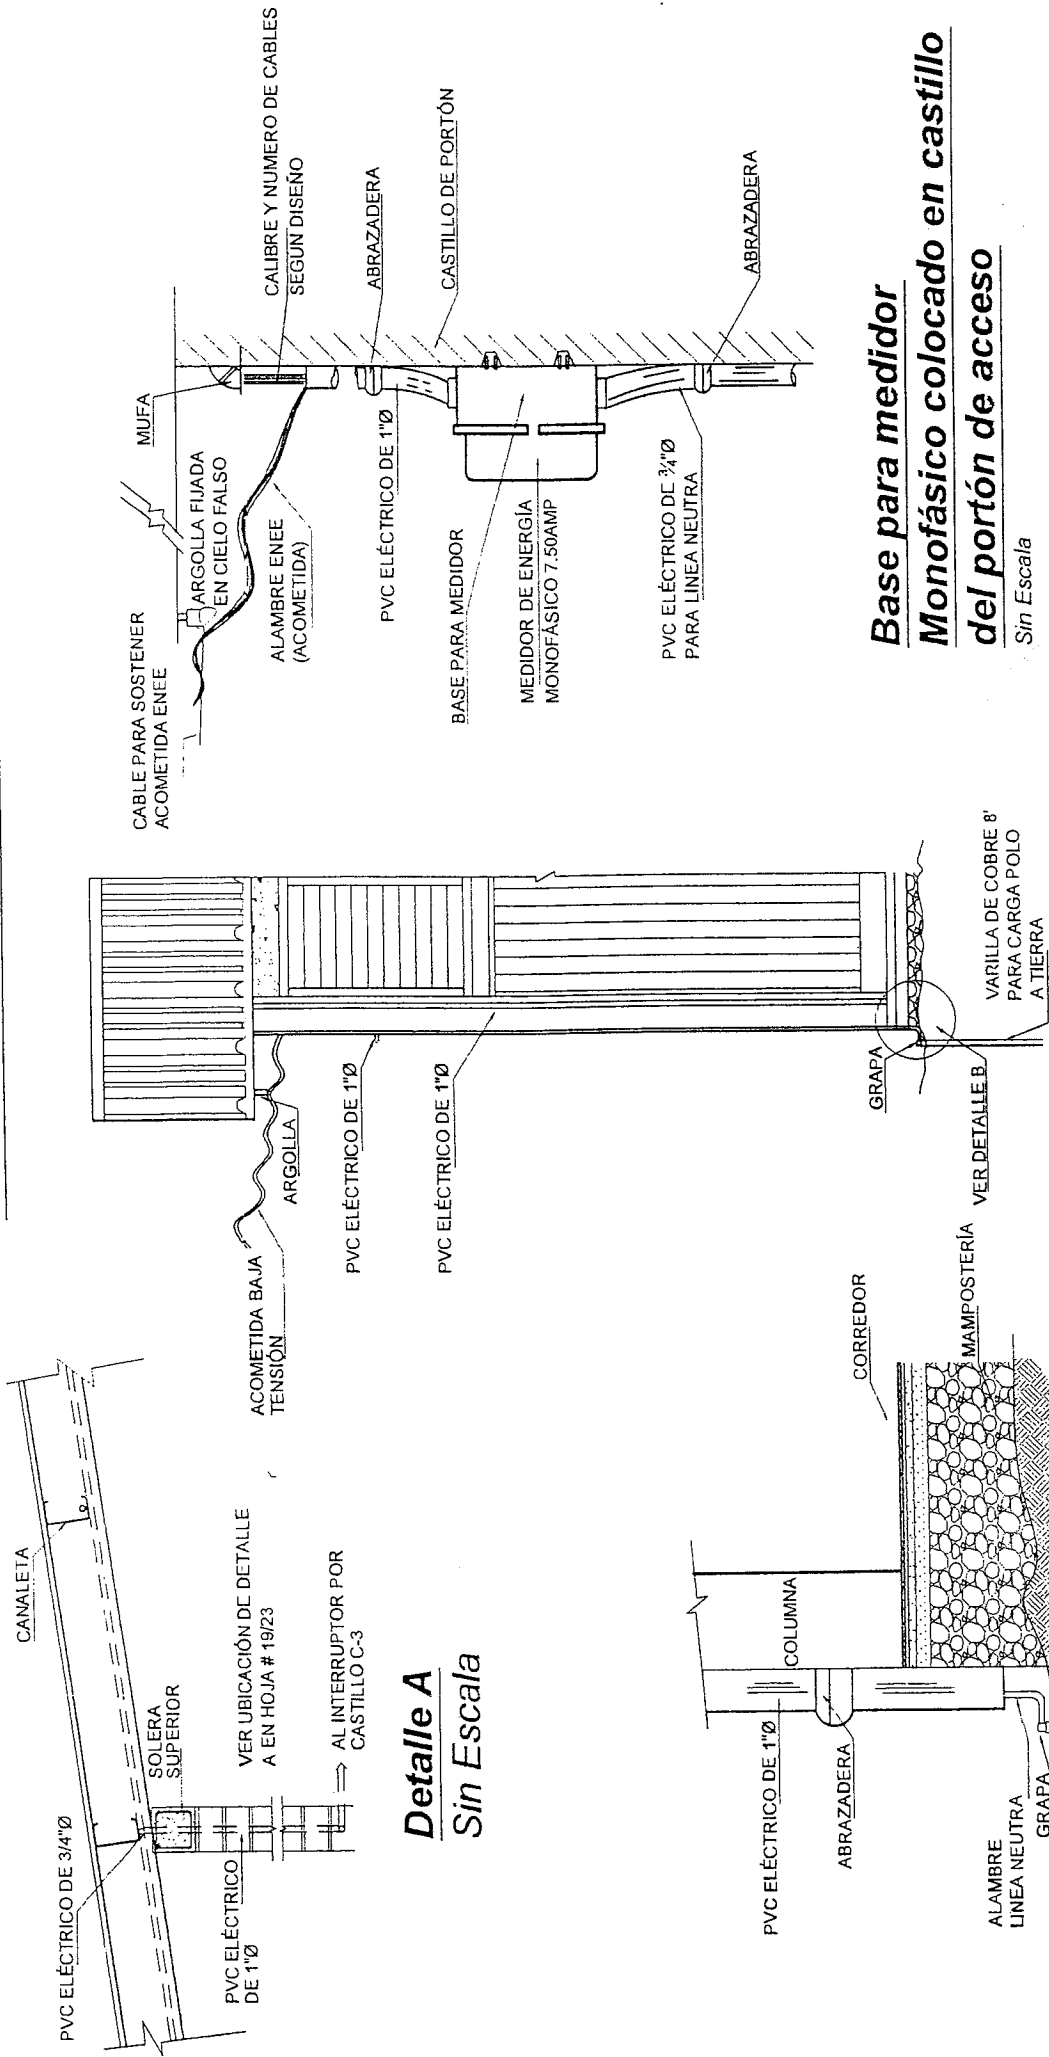 CANALETA
PVC ELÉCTRICO DE 3/4"Ø
SOLERA
SUPERIOR
VER UBICACIÓN DE DETALLE
A EN HOJA # 19/23
PVC ELÉCTRICO
DE 1"Ø
AL INTERRUPTOR POR
CASTILLO C-3
Detalle A
Sin Escala
ACOMETIDA BAJA
TENSIÓN
ARGOLLA
PVC ELÉCTRICO DE 1"Ø
PVC ELÉCTRICO DE 1"Ø
GRAPA
VER DETALLE B
VARILLA DE COBRE 8'
PARA CARGA POLO
A TIERRA
CABLE PARA SOSTENER
ACOMETIDA ENEE
MUFA
ARGOLLA FIJADA
EN CIELO FALSO
ALAMBRE ENEE
(ACOMETIDA)
CALIBRE Y NUMERO DE CABLES
SEGUN DISEÑO
ABRAZADERA
PVC ELÉCTRICO DE 1"Ø
CASTILLO DE PORTÓN
BASE PARA MEDIDOR
MEDIDOR DE ENERGÍA
MONOFÁSICO 7.50AMP
PVC ELÉCTRICO DE ¾"Ø
PARA LINEA NEUTRA
ABRAZADERA
Base para medidor
Monofásico colocado en castillo
del portón de acceso
Sin Escala
CORREDOR
COLUMNA
MAMPOSTERÍA
PVC ELÉCTRICO DE 1"Ø
ABRAZADERA
ALAMBRE
LINEA NEUTRA
GRAPA